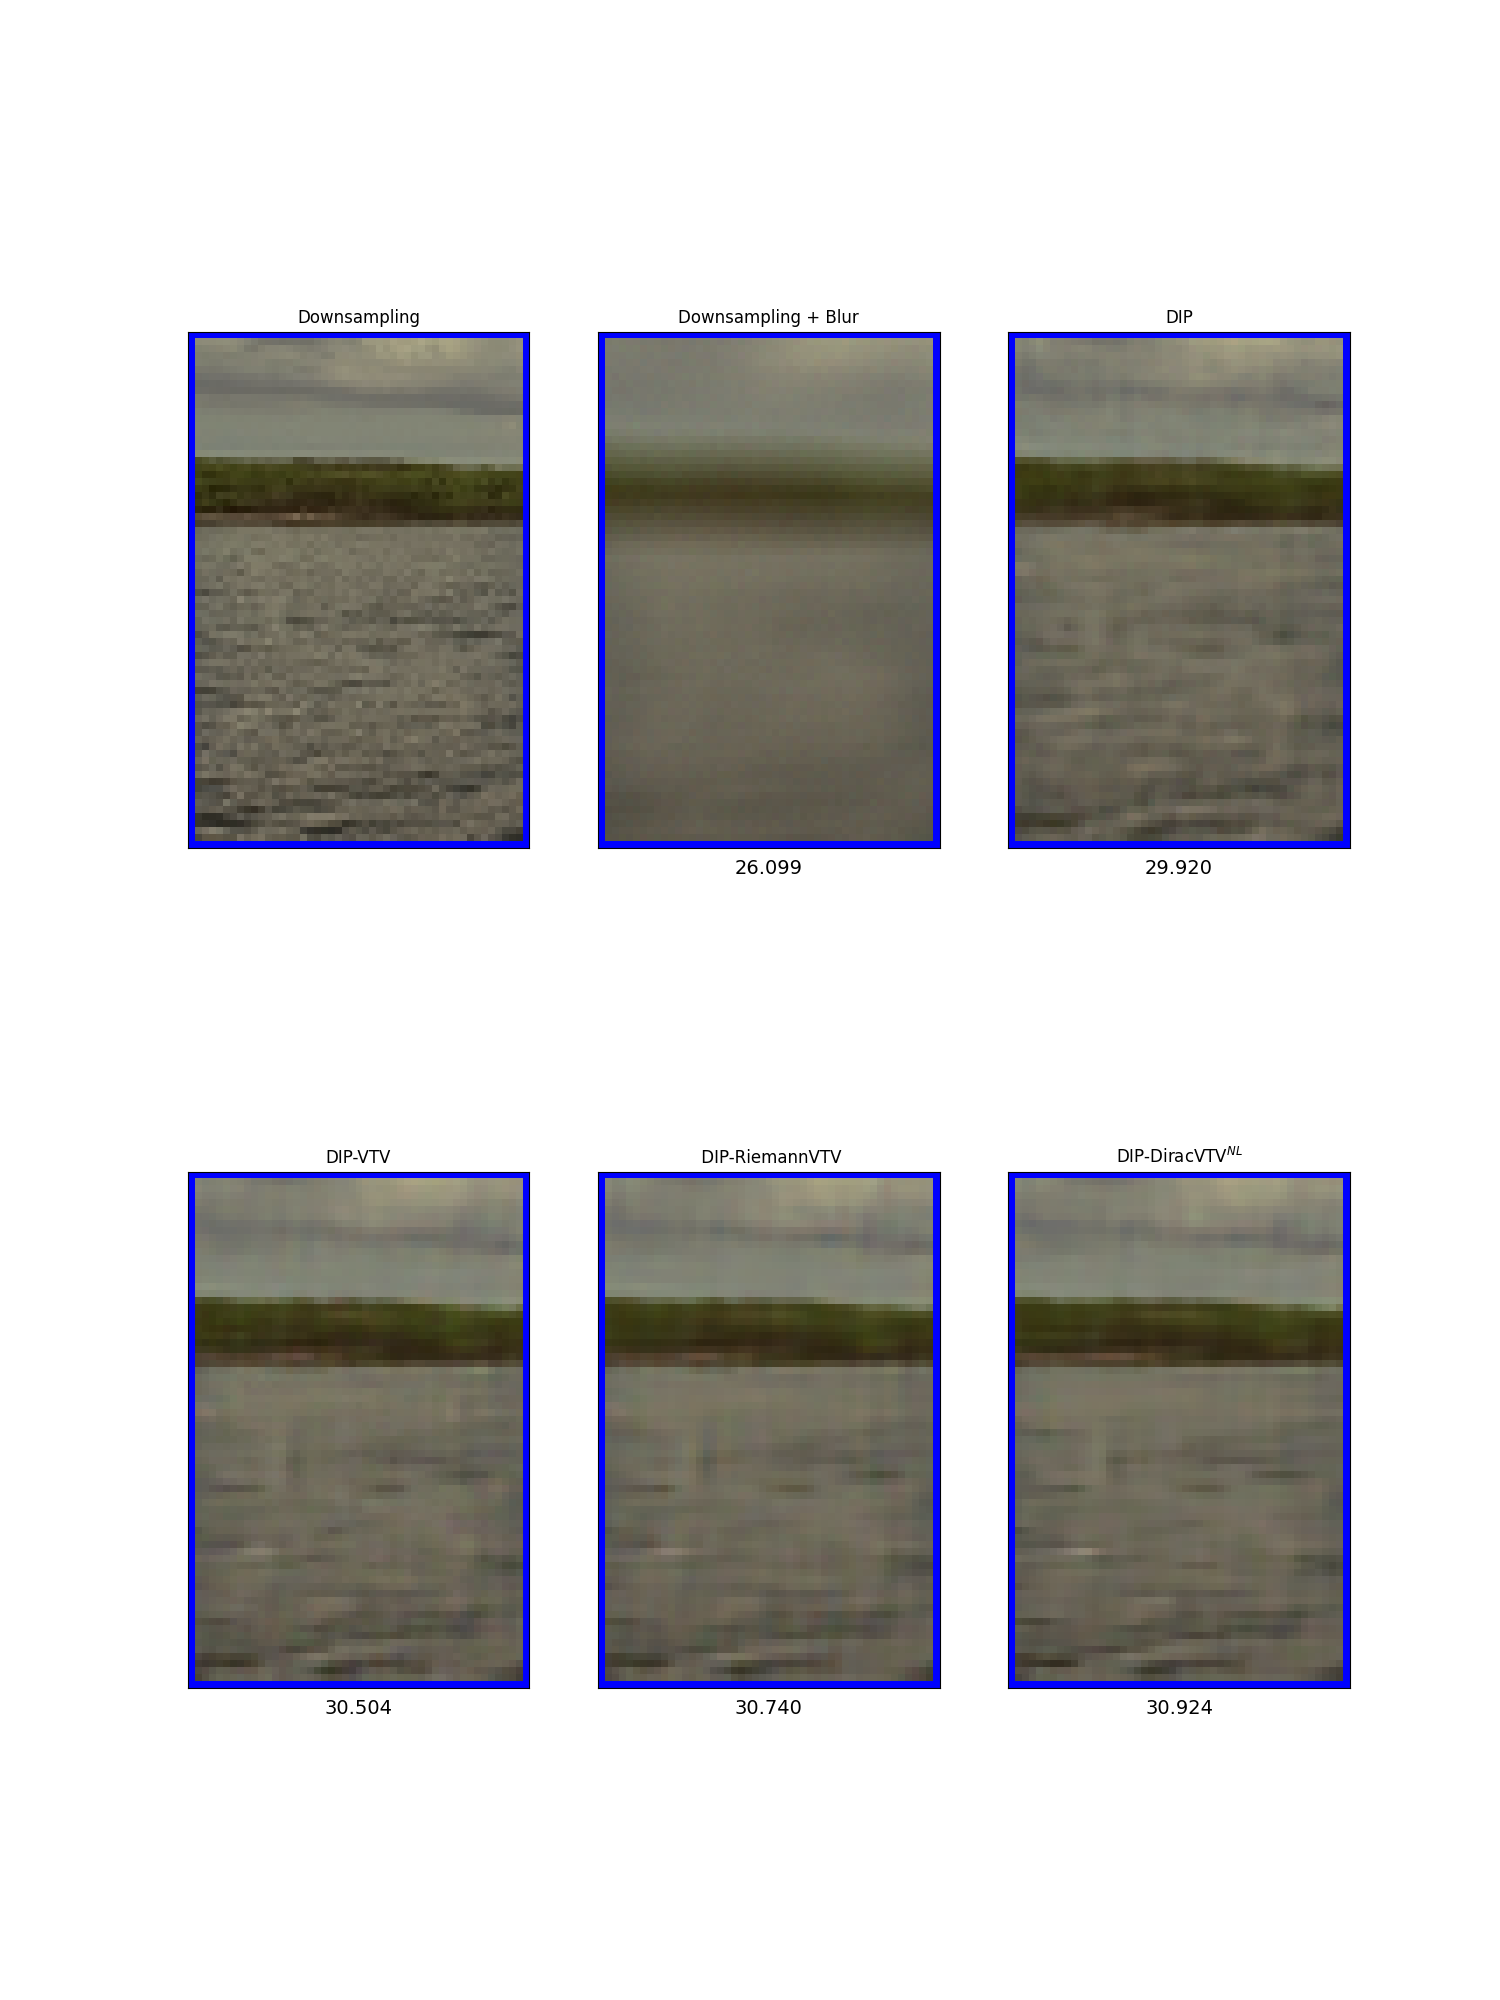 Downsampling
Downsampling + Blur
DIP
26.099
29.920
DIP-VTV
DIP-RiemannVTV
DIP-DiracVTV^NL
30.504
30.740
30.924